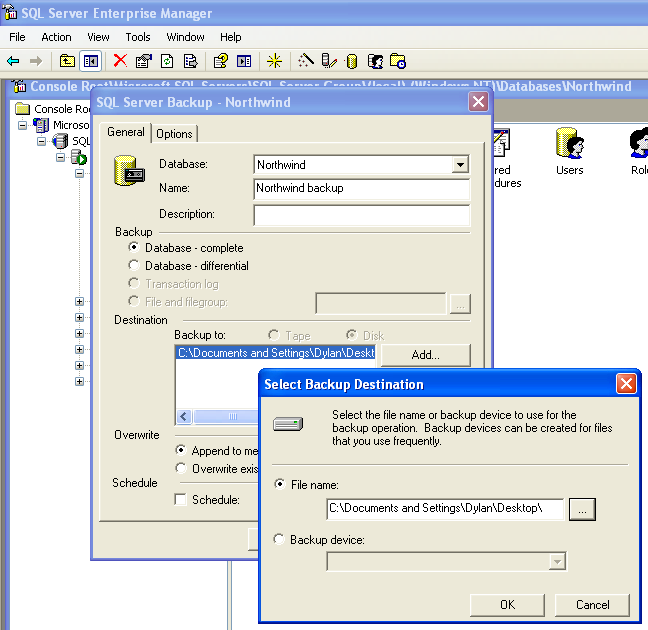 SQL Server Enterprise Manager
File Action View Tools Window Help
Console Root\Microsoft SQL Servers\SQL Server Group\(local) (Windows NT)\Databases\Northwind
Console Roo
Microso
SQL
SQL Server Backup - Northwind
General Options
Database: Northwind
Name: Northwind backup
Description:
Backup
Database - complete
Database - differential
Transaction log
File and filegroup: ...
Destination
Backup to: Tape Disk
C:\Documents and Settings\Dylan\Deskt
Add...
Overwrite
Append to me
Overwrite exis
Schedule
Schedule:
red
dures
Users
Role
Select Backup Destination
Select the file name or backup device to use for the
backup operation. Backup devices can be created for files
that you use frequently.
File name:
C:\Documents and Settings\Dylan\Desktop\ ...
Backup device:
OK Cancel